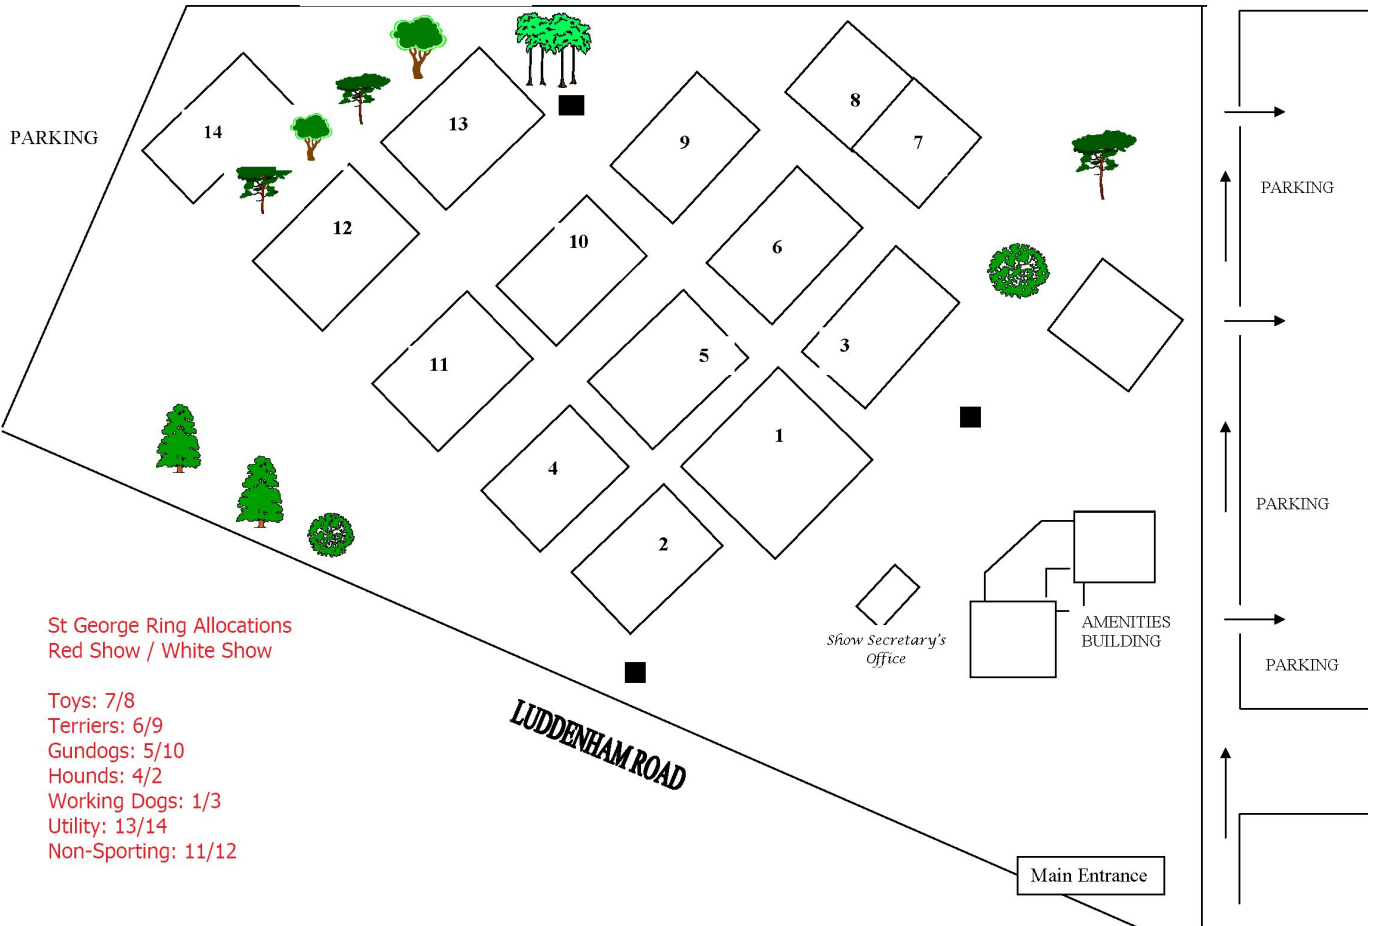 PARKING
14
13
9
8
7
12
10
6
PARKING
11
5
3
4
1
2
PARKING
Show Secretary's
Office
AMENITIES
BUILDING
PARKING
LUDDENHAM ROAD
Main Entrance
St George Ring Allocations
Red Show / White Show
Toys: 7/8
Terriers: 6/9
Gundogs: 5/10
Hounds: 4/2
Working Dogs: 1/3
Utility: 13/14
Non-Sporting: 11/12